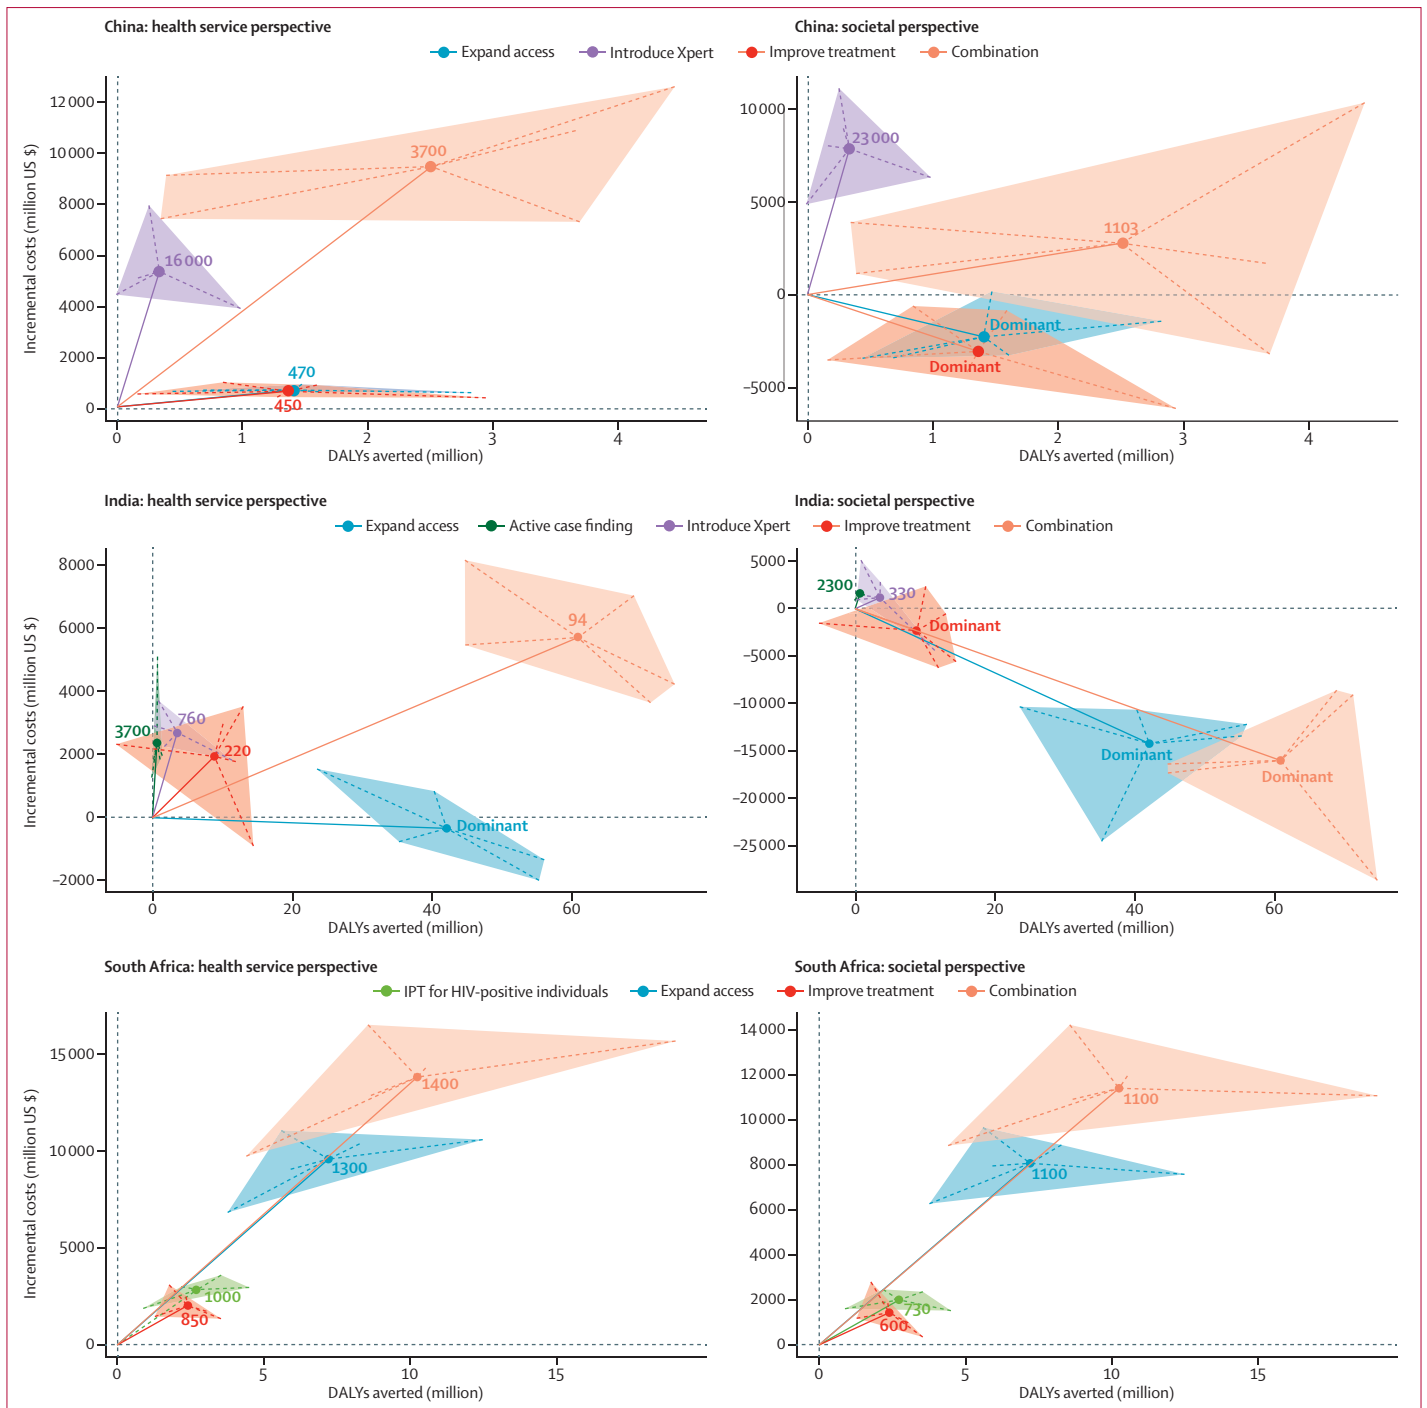 China: health service perspective
China: societal perspective
Expand access
Introduce Xpert
Improve treatment
Combination
Incremental costs (million US $)
12 000
10 000
8000
6000
4000
2000
0
3700
16 000
470
450
0
1
2
3
4
DALYs averted (million)
10 000
5000
0
–5000
23 000
1103
Dominant
Dominant
0
1
2
3
4
DALYs averted (million)
India: health service perspective
India: societal perspective
Expand access
Active case finding
Introduce Xpert
Improve treatment
Combination
Incremental costs (million US $)
8000
6000
4000
2000
0
–2000
94
3700
760
220
Dominant
0
20
40
60
DALYs averted (million)
5000
0
–5000
–10 000
–15 000
–20 000
–25 000
2300
330
Dominant
Dominant
Dominant
0
20
40
60
DALYs averted (million)
South Africa: health service perspective
South Africa: societal perspective
IPT for HIV-positive individuals
Expand access
Improve treatment
Combination
Incremental costs (million US $)
15 000
10 000
5000
0
1400
1300
1000
850
0
5
10
15
DALYs averted (million)
14 000
12 000
10 000
8000
6000
4000
2000
0
1100
1100
730
600
0
5
10
15
DALYs averted (million)